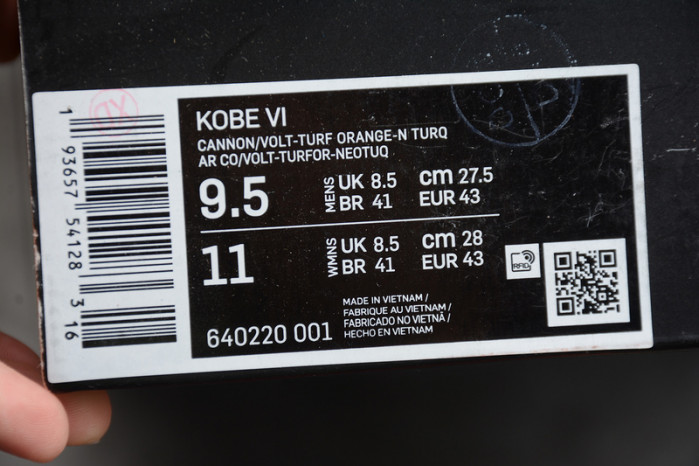 KOBE VI
CANNON/VOLT-TURF ORANGE-N TURQ
AR CO/VOLT-TURFOR-NEOTUQ
9.5 MENS UK 8.5 cm 27.5
BR 41 EUR 43
11 WMNS UK 8.5 cm 28
BR 41 EUR 43
RFID
640220 001
MADE IN VIETNAM /
FABRIQUE AU VIETNAM /
FABRICADO NO VIETNÃ /
HECHO EN VIETNAM
1 93657 54128 3 16